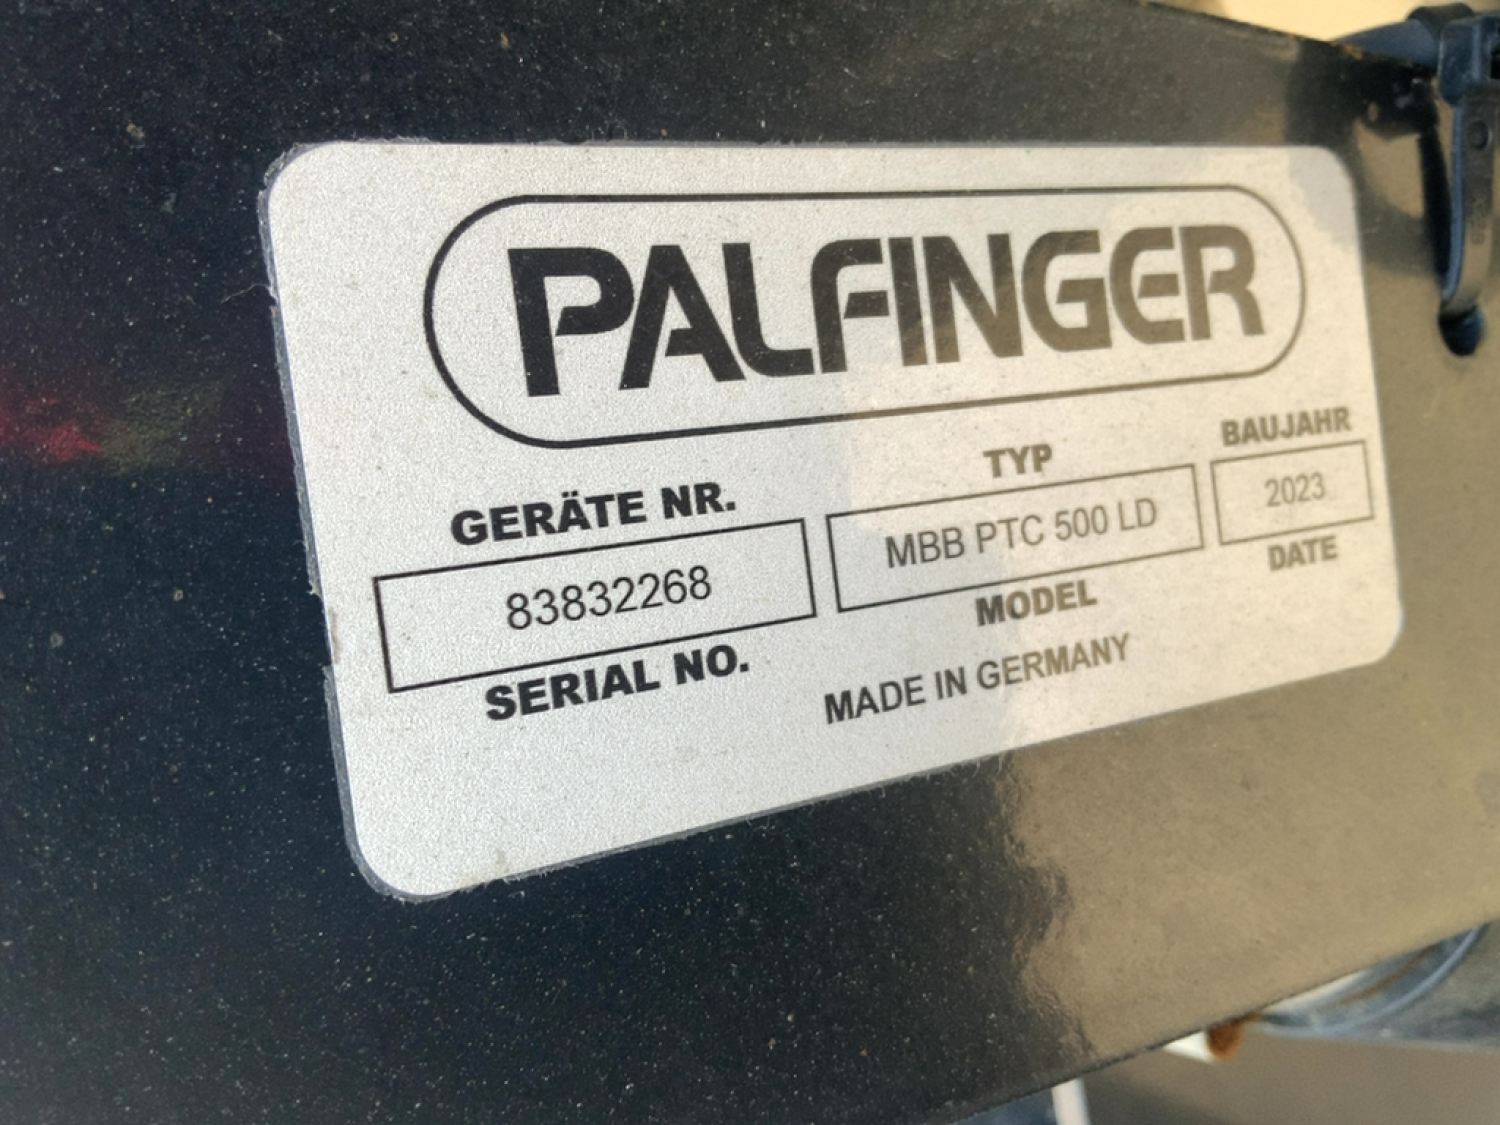 PALFINGER
GERÄTE NR. TYP BAUJAHR
83832268 MBB PTC 500 LD 2023
SERIAL NO. MODEL DATE
MADE IN GERMANY